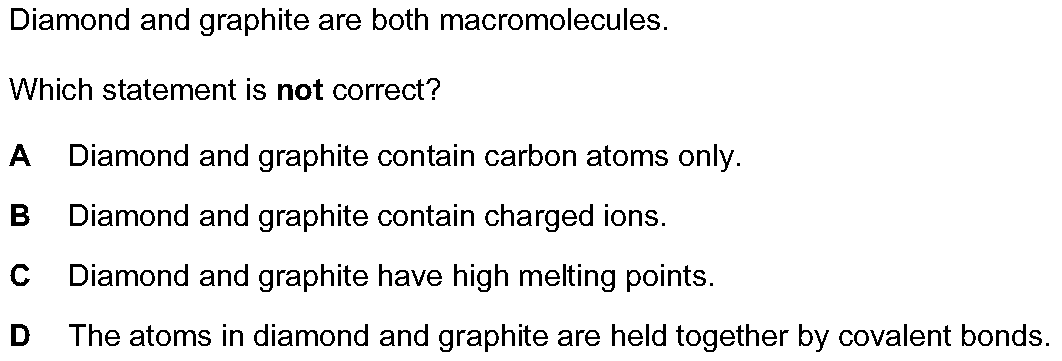 Diamond and graphite are both macromolecules.
Which statement is not correct?
A Diamond and graphite contain carbon atoms only.
B Diamond and graphite contain charged ions.
C Diamond and graphite have high melting points.
D The atoms in diamond and graphite are held together by covalent bonds.